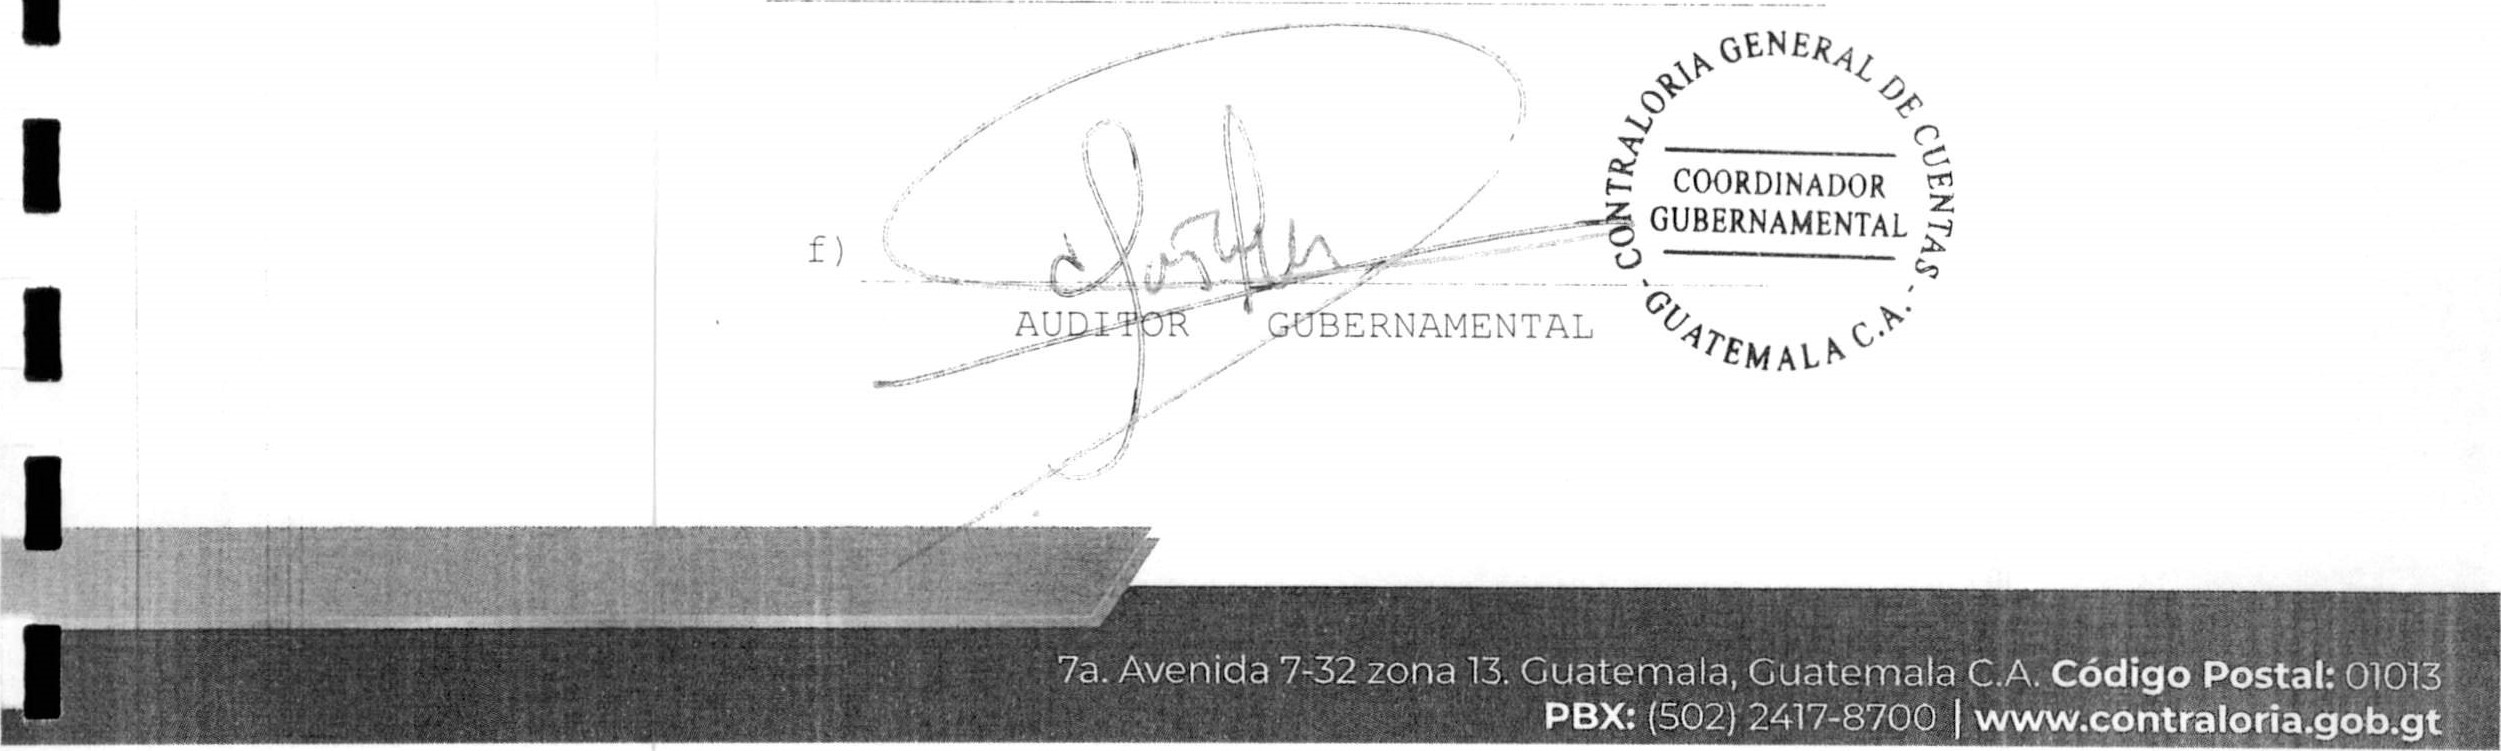 CONTRALORIA GENERAL DE CUENTAS
COORDINADOR
GUBERNAMENTAL
- GUATEMALA C.A. -
f)
AUDITOR GUBERNAMENTAL
7a. Avenida 7-32 zona 13. Guatemala, Guatemala C.A. Código Postal: 01013
PBX: (502) 2417-8700 | www.contraloria.gob.gt